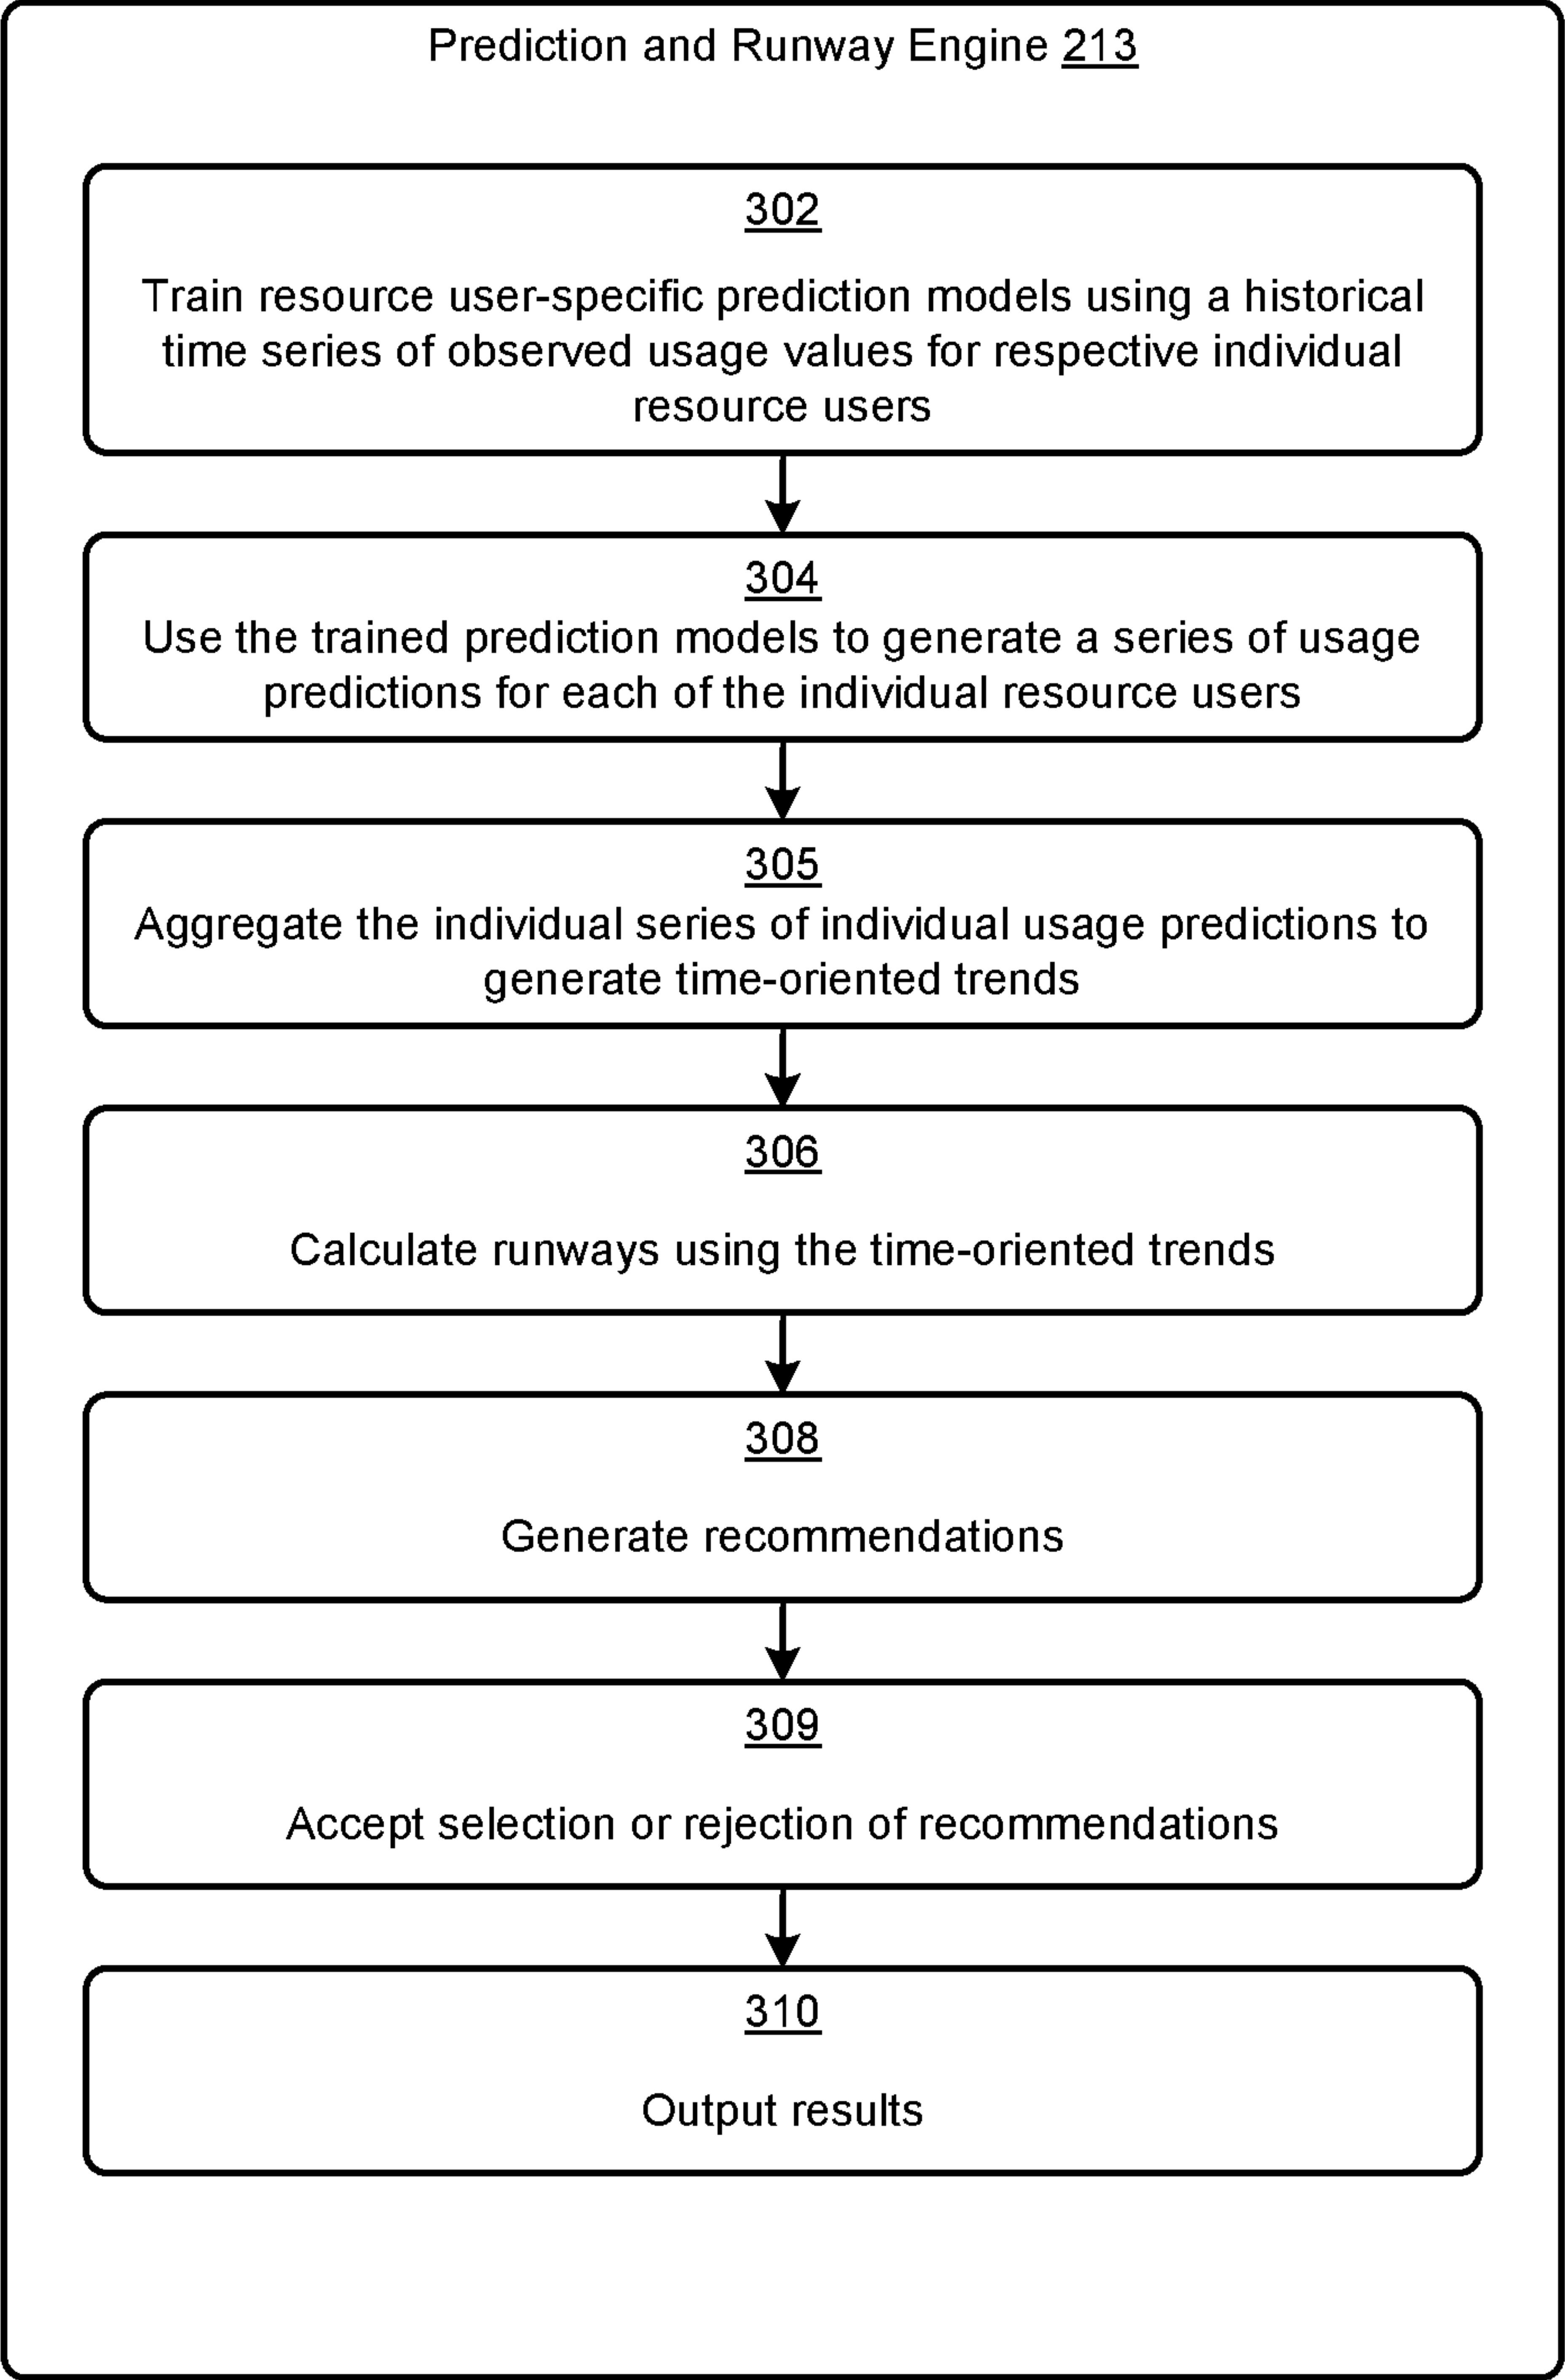 Prediction and Runway Engine 213
302
Train resource user-specific prediction models using a historical
time series of observed usage values for respective individual
resource users
304
Use the trained prediction models to generate a series of usage
predictions for each of the individual resource users
305
Aggregate the individual series of individual usage predictions to
generate time-oriented trends
306
Calculate runways using the time-oriented trends
308
Generate recommendations
309
Accept selection or rejection of recommendations
310
Output results